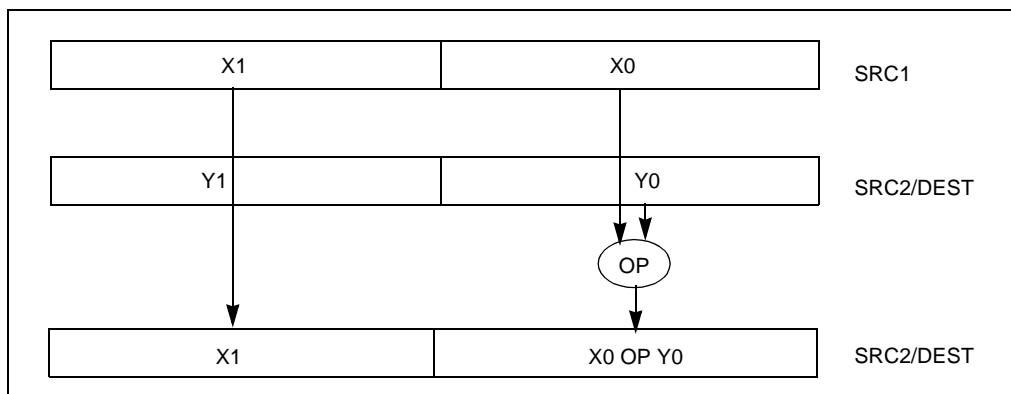 X1 X0 SRC1
Y1 Y0 SRC2/DEST
OP
X1 X0 OP Y0 SRC2/DEST